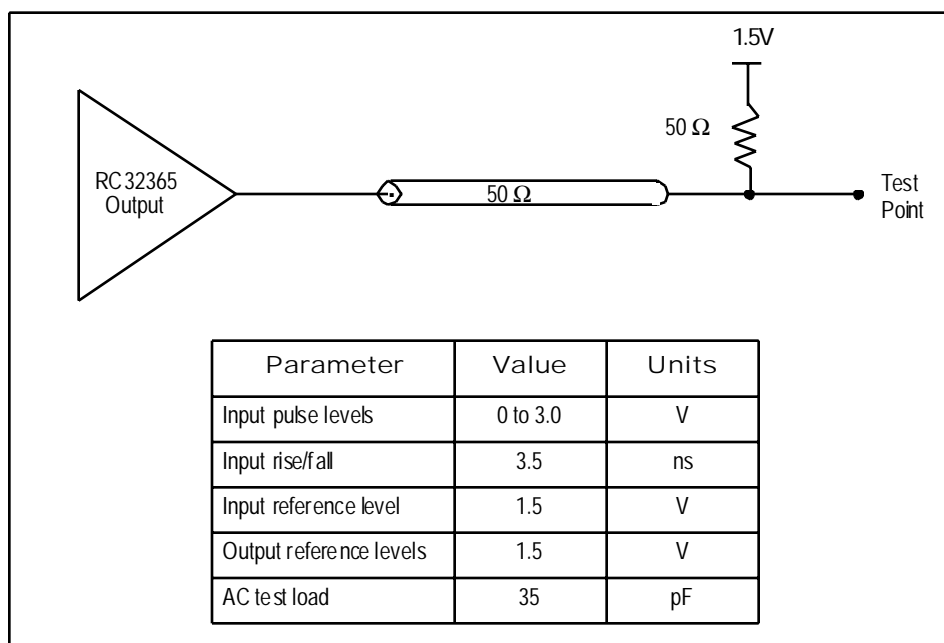 1.5V
50 Ω
RC32365
Output
50 Ω
Test
Point
Parameter Value Units
Input pulse levels 0 to 3.0 V
Input rise/fall 3.5 ns
Input reference level 1.5 V
Output reference levels 1.5 V
AC test load 35 pF